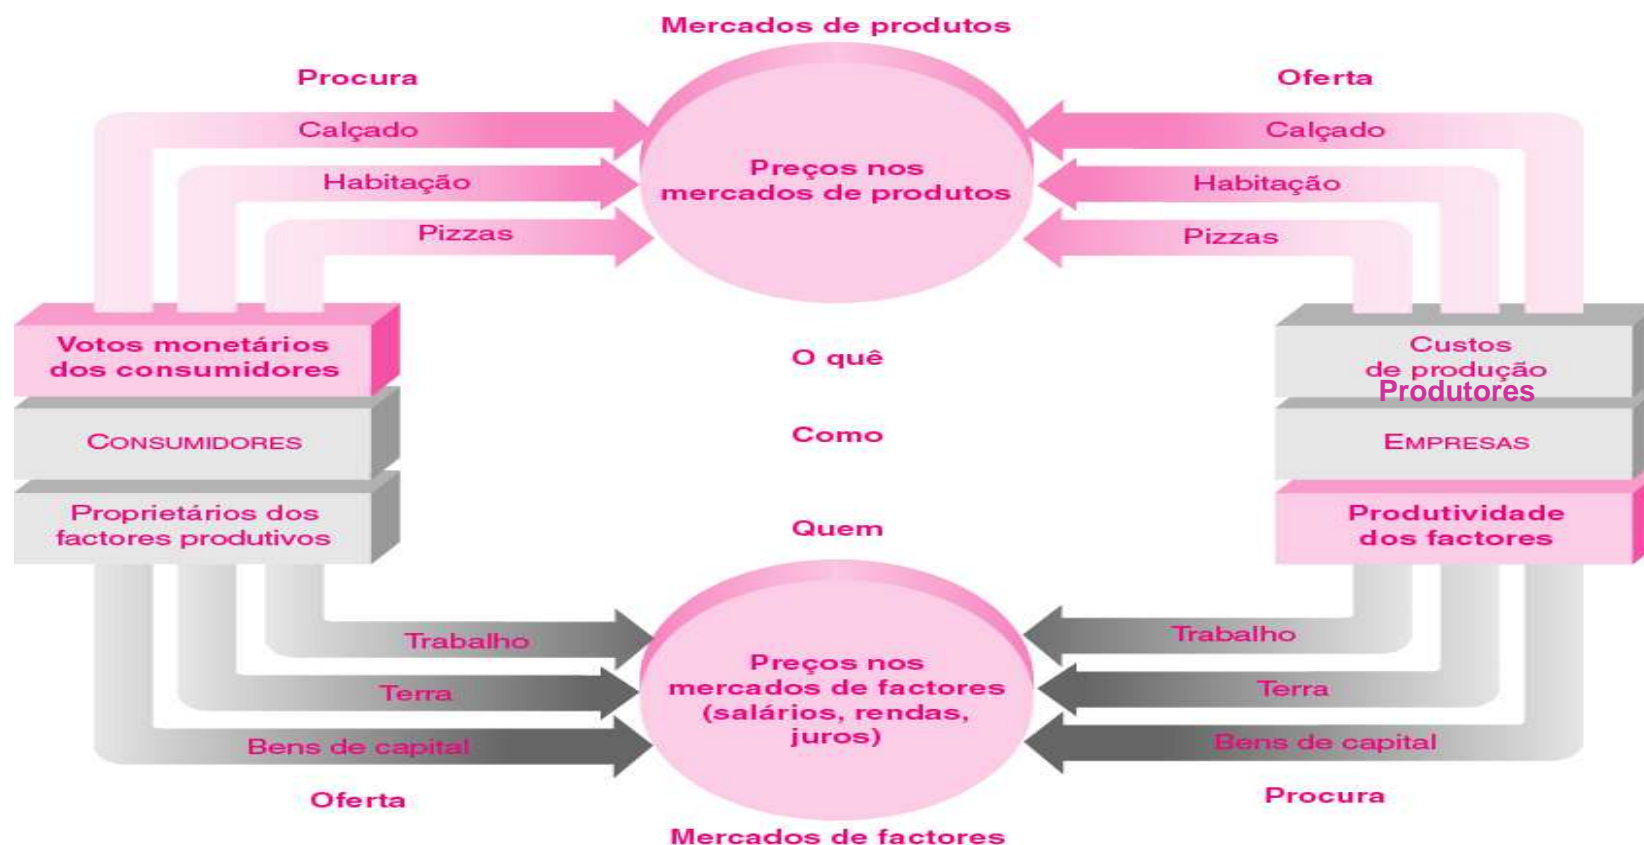 Mercados de produtos
Procura
Oferta
Calçado
Calçado
Habitação
Preços nos
mercados de produtos
Habitação
Pizzas
Pizzas
Votos monetários
dos consumidores
O quê
Custos
de produção
Produtores
CONSUMIDORES
Como
EMPRESAS
Proprietários dos
factores produtivos
Quem
Produtividade
dos factores
Trabalho
Trabalho
Terra
Preços nos
mercados de factores
(salários, rendas,
juros)
Terra
Bens de capital
Bens de capital
Oferta
Procura
Mercados de factores